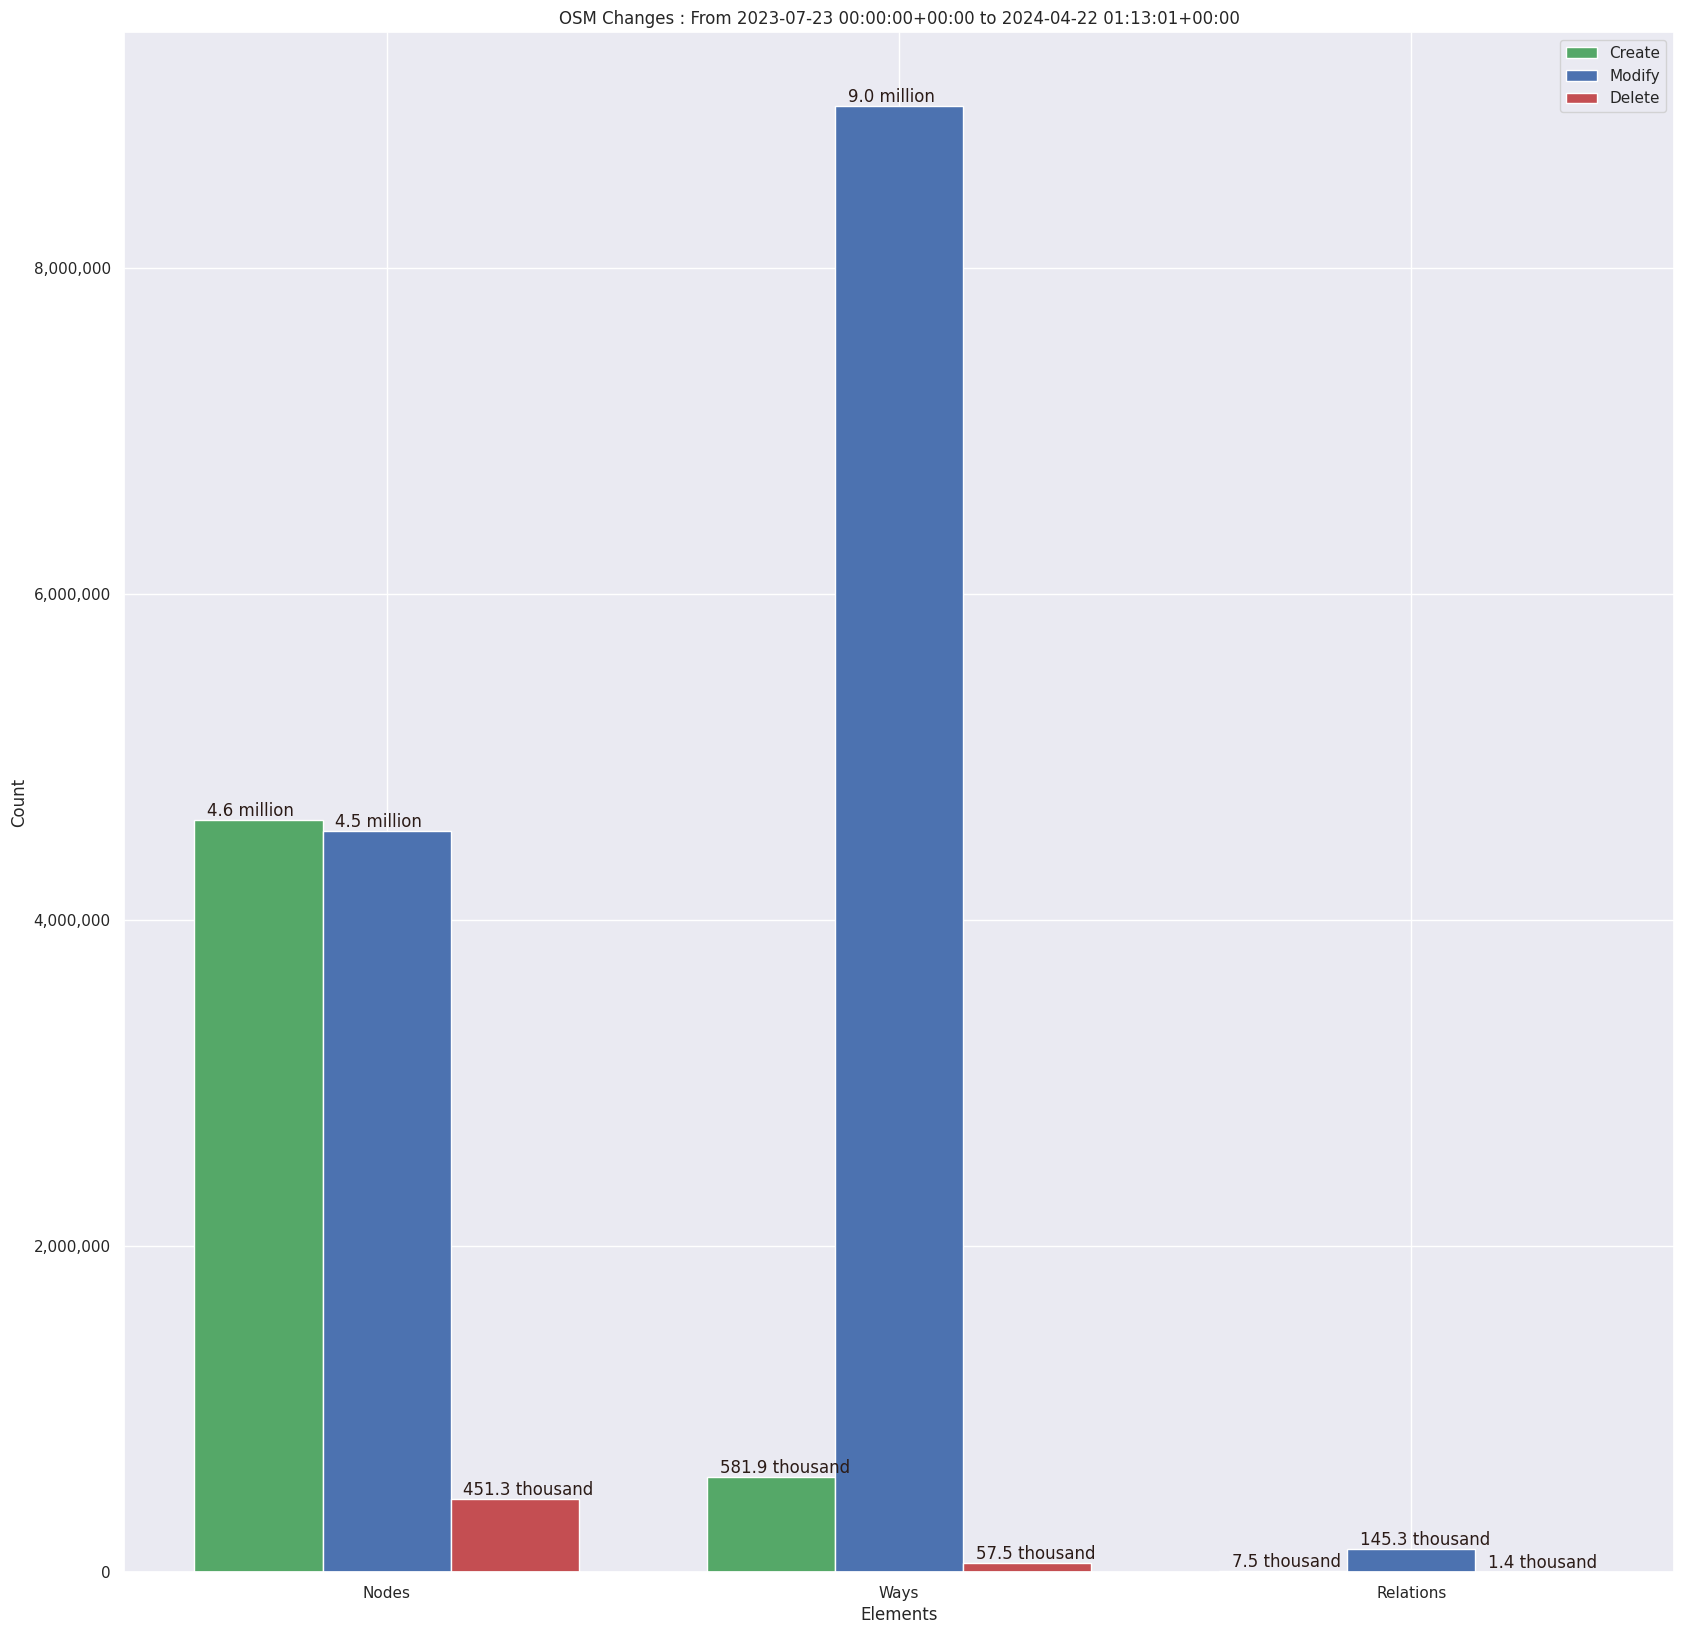 OSM Changes : From 2023-07-23 00:00:00+00:00 to 2024-04-22 01:13:01+00:00
Create
Modify
Delete
9.0 million
8,000,000
6,000,000
4.6 million
4.5 million
Count
4,000,000
2,000,000
581.9 thousand
451.3 thousand
145.3 thousand
57.5 thousand
7.5 thousand
1.4 thousand
0
Nodes
Ways
Relations
Elements